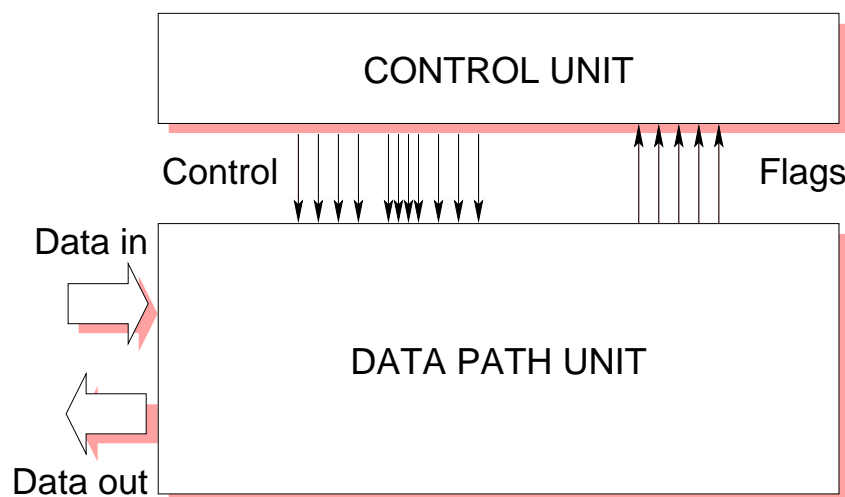 CONTROL UNIT
Control
Flags
Data in
DATA PATH UNIT
Data out